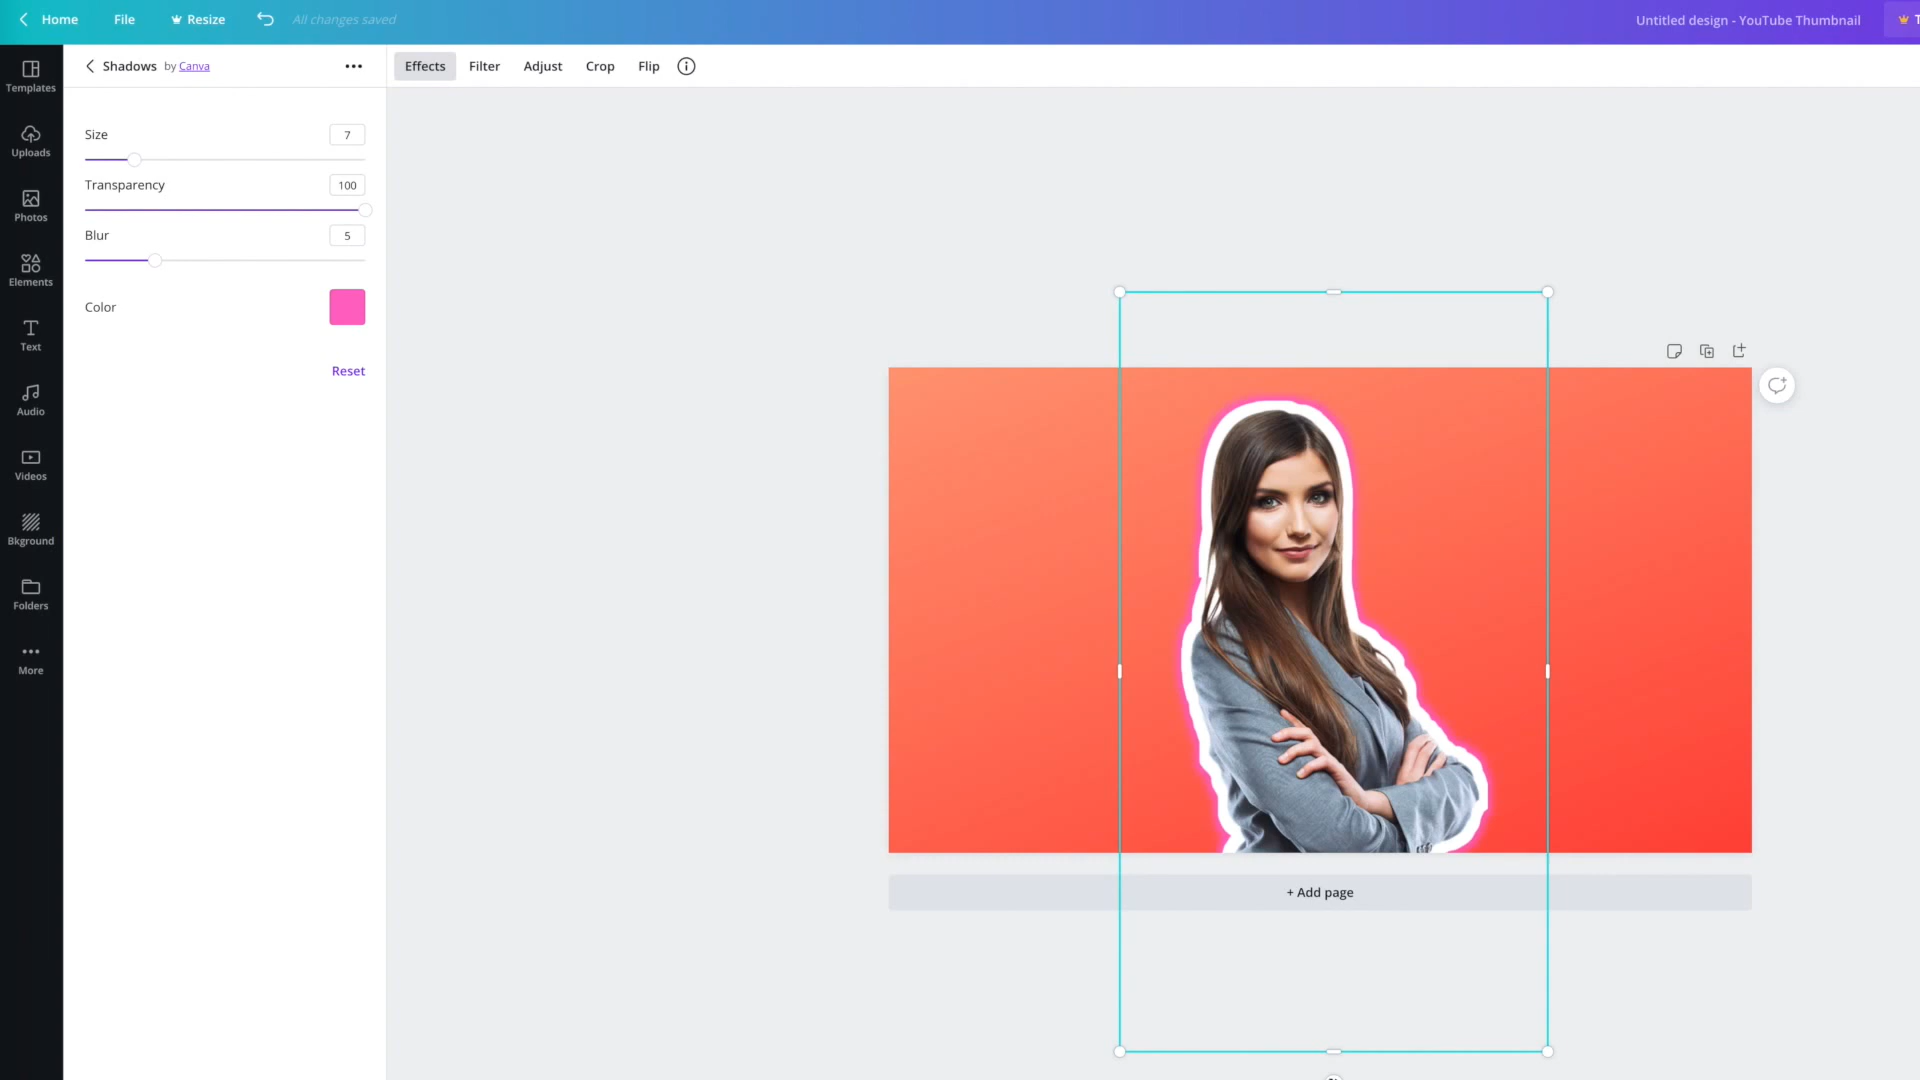 Home File Resize All changes saved Untitled design - YouTube Thumbnail
Templates
Uploads
Photos
Elements
Text
Audio
Videos
Bkground
Folders
More
Shadows by Canva
Size 7
Transparency 100
Blur 5
Color
Reset
Effects Filter Adjust Crop Flip
+ Add page